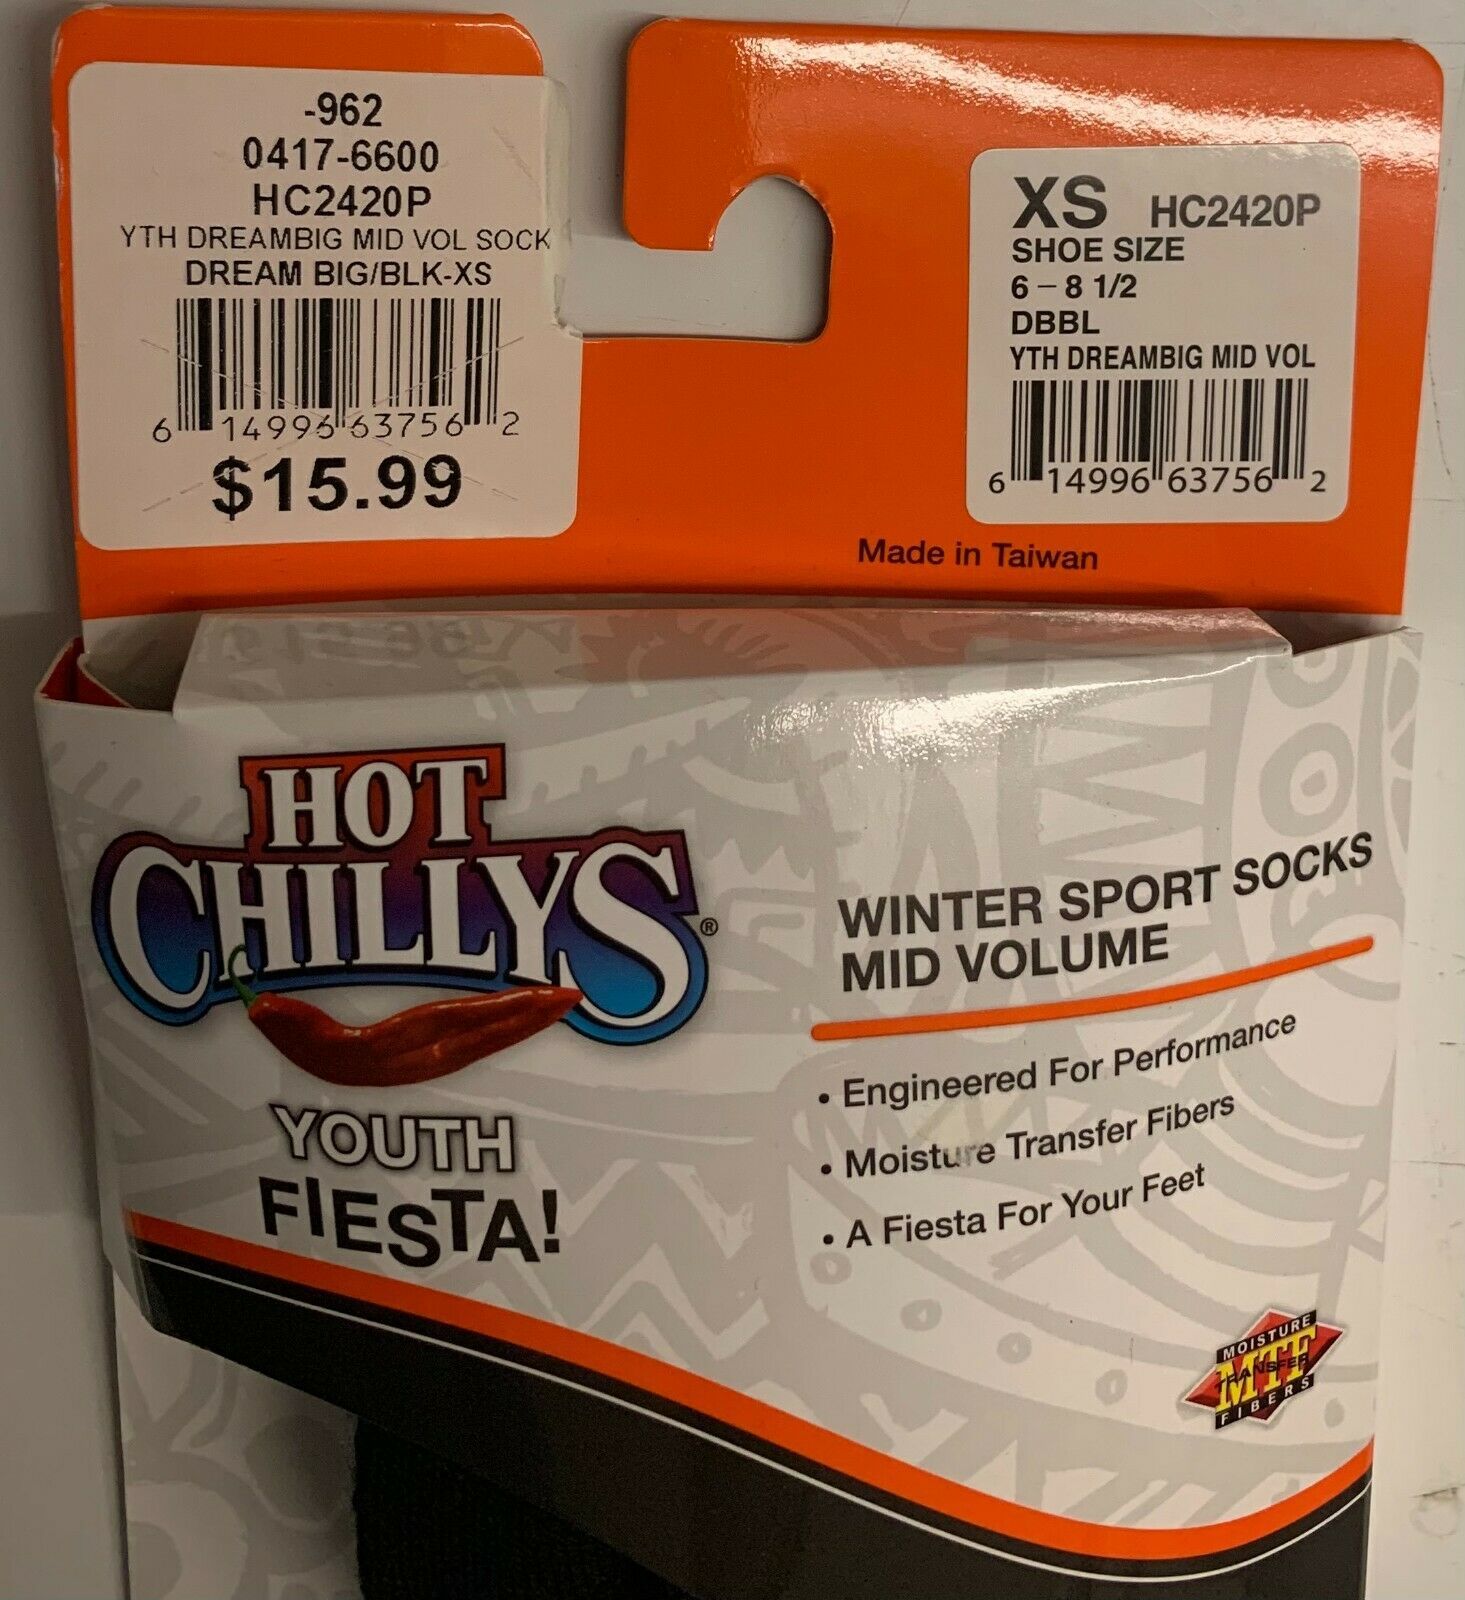 -962
0417-6600
HC2420P
YTH DREAMBIG MID VOL SOCK
DREAM BIG/BLK-XS
6 14996 63756 2
$15.99
XS HC2420P
SHOE SIZE
6 – 8 1/2
DBBL
YTH DREAMBIG MID VOL
6 14996 63756 2
Made in Taiwan
HOT
CHILLYS®
YOUTH
FIESTA!
WINTER SPORT SOCKS
MID VOLUME
• Engineered For Performance
• Moisture Transfer Fibers
• A Fiesta For Your Feet
MOISTURE
MTF
TRANSFER
FIBERS